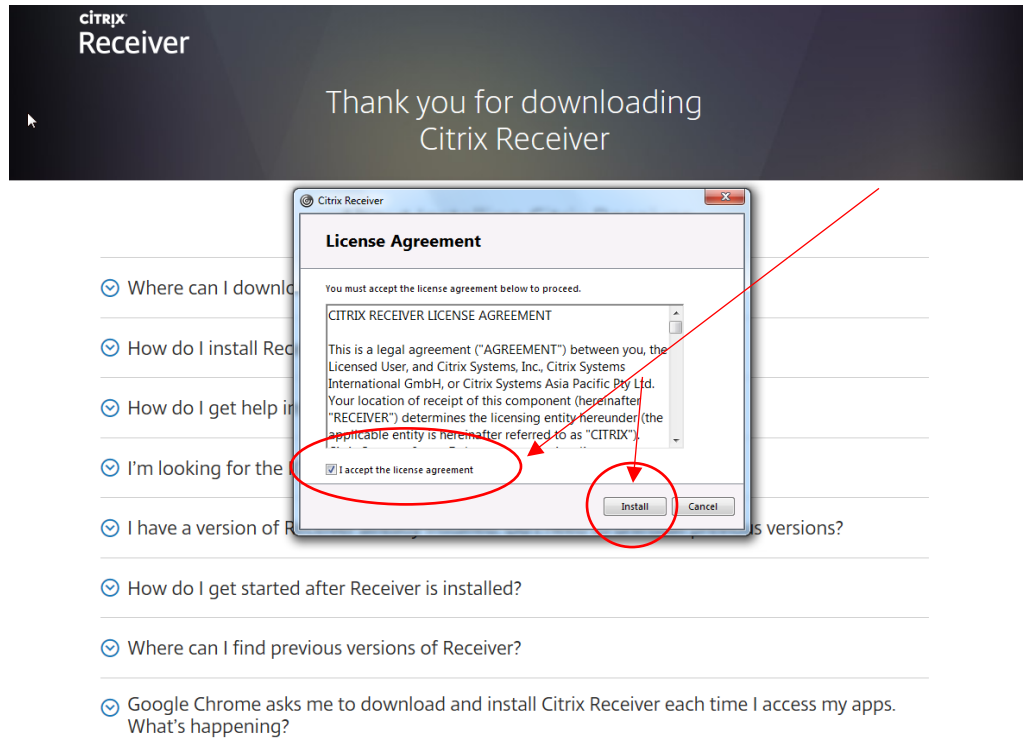 CİTRIX
Receiver
Thank you for downloading
Citrix Receiver
Citrix Receiver
License Agreement
You must accept the license agreement below to proceed.
CITRIX RECEIVER LICENSE AGREEMENT
This is a legal agreement ("AGREEMENT") between you, the
Licensed User, and Citrix Systems, Inc., Citrix Systems
International GmbH, or Citrix Systems Asia Pacific Pty Ltd.
Your location of receipt of this component (hereinafter
"RECEIVER") determines the licensing entity hereunder (the
applicable entity is hereinafter referred to as "CITRIX").
I accept the license agreement
Install
Cancel
Where can I downlo
How do I install Rec
How do I get help in
I'm looking for the
I have a version of R
us versions?
How do I get started after Receiver is installed?
Where can I find previous versions of Receiver?
Google Chrome asks me to download and install Citrix Receiver each time I access my apps.
What's happening?